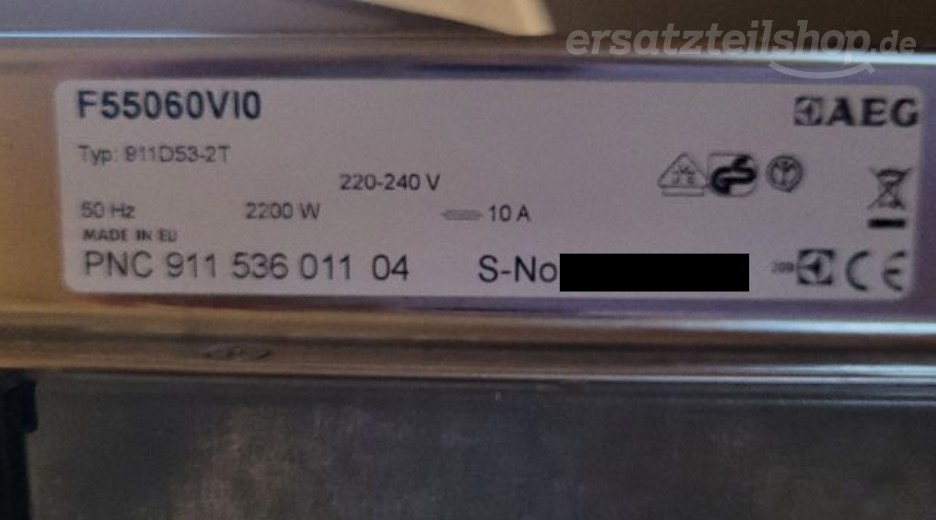 ersatzteilshop.de
F55060VI0
AEG
Typ: 911D53-2T
220-240 V
50 Hz 2200 W 10 A
MADE IN EU
PNC 911 536 011 04 S-No
CE